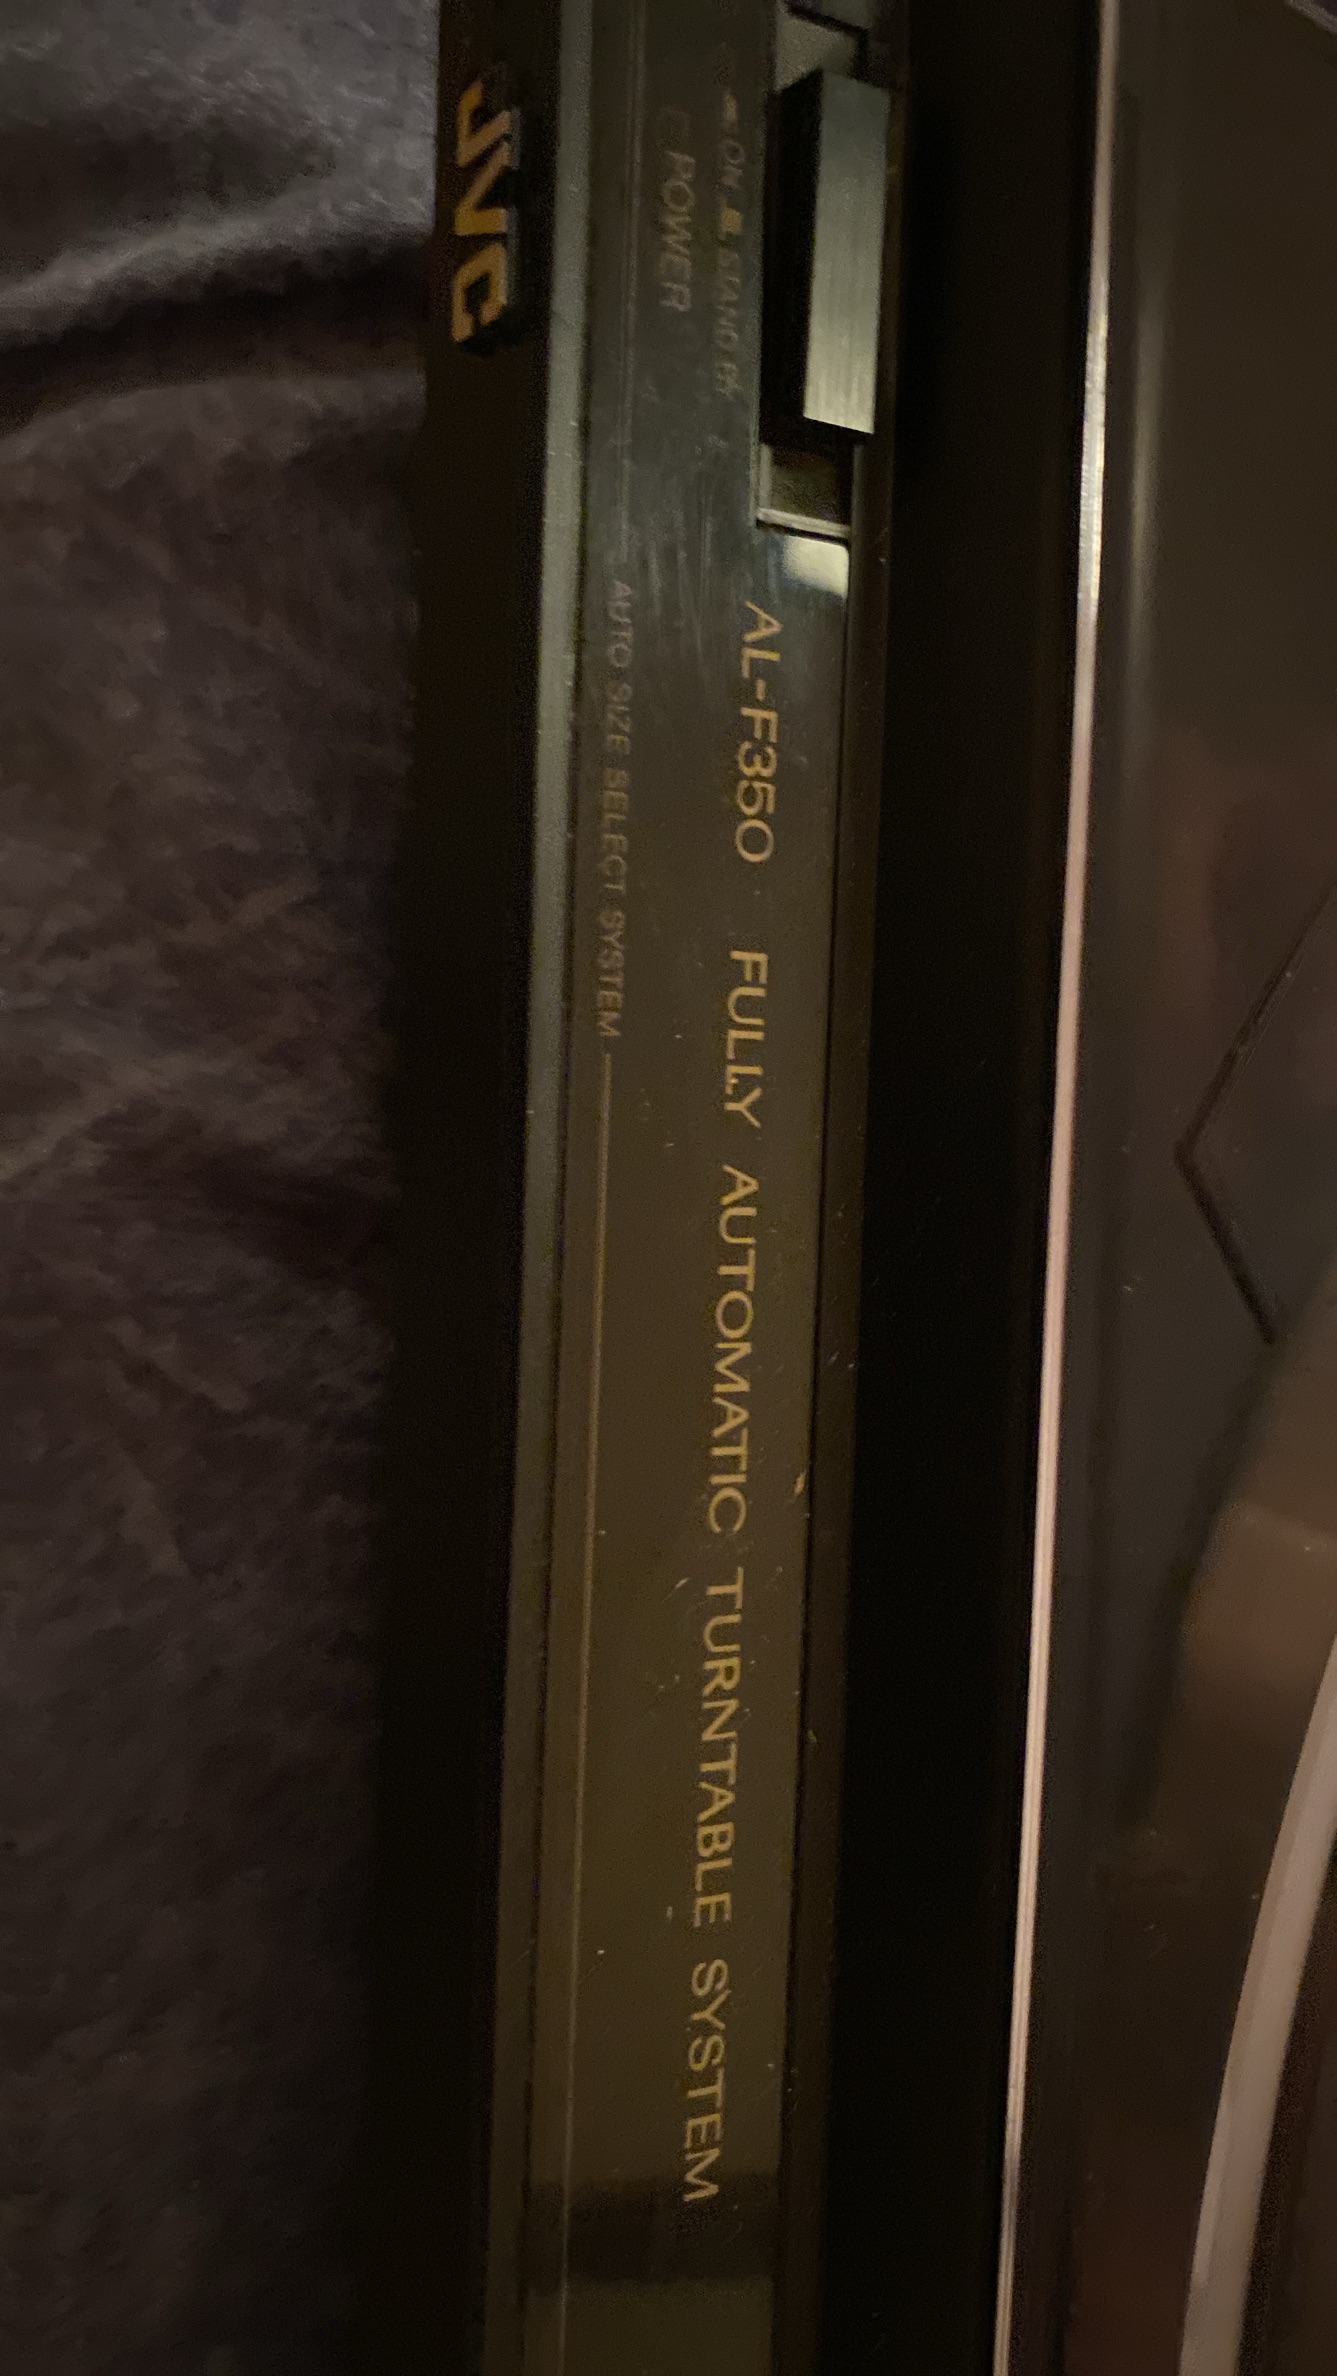 JVC
ON STAND BY
POWER
AL-F350 FULLY AUTOMATIC TURNTABLE SYSTEM
AUTO SIZE SELECT SYSTEM